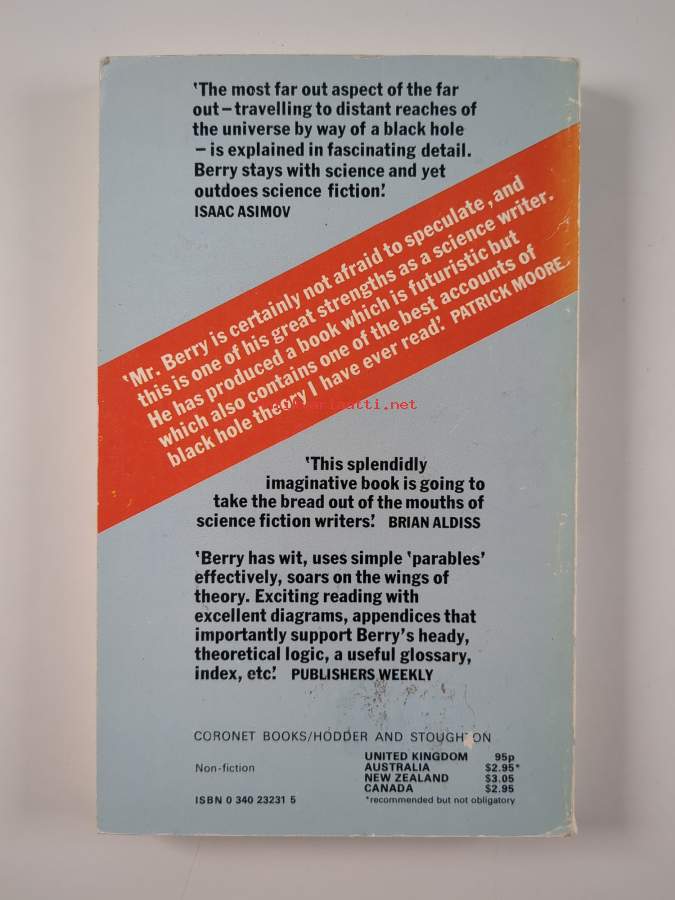 'The most far out aspect of the far
out – travelling to distant reaches of
the universe by way of a black hole
– is explained in fascinating detail.
Berry stays with science and yet
outdoes science fiction.'
ISAAC ASIMOV
'Mr. Berry is certainly not afraid to speculate, and
this is one of his great strengths as a science writer.
He has produced a book which is futuristic but
which also contains one of the best accounts of
black hole theory I have ever read.' PATRICK MOORE.
'This splendidly
imaginative book is going to
take the bread out of the mouths of
science fiction writers.' BRIAN ALDISS
'Berry has wit, uses simple 'parables'
effectively, soars on the wings of
theory. Exciting reading with
excellent diagrams, appendices that
importantly support Berry's heady,
theoretical logic, a useful glossary,
index, etc.' PUBLISHERS WEEKLY
CORONET BOOKS/HODDER AND STOUGHTON
UNITED KINGDOM 95p
Non-fiction AUSTRALIA $2.95*
NEW ZEALAND $3.05
CANADA $2.95
ISBN 0 340 23231 5 *recommended but not obligatory